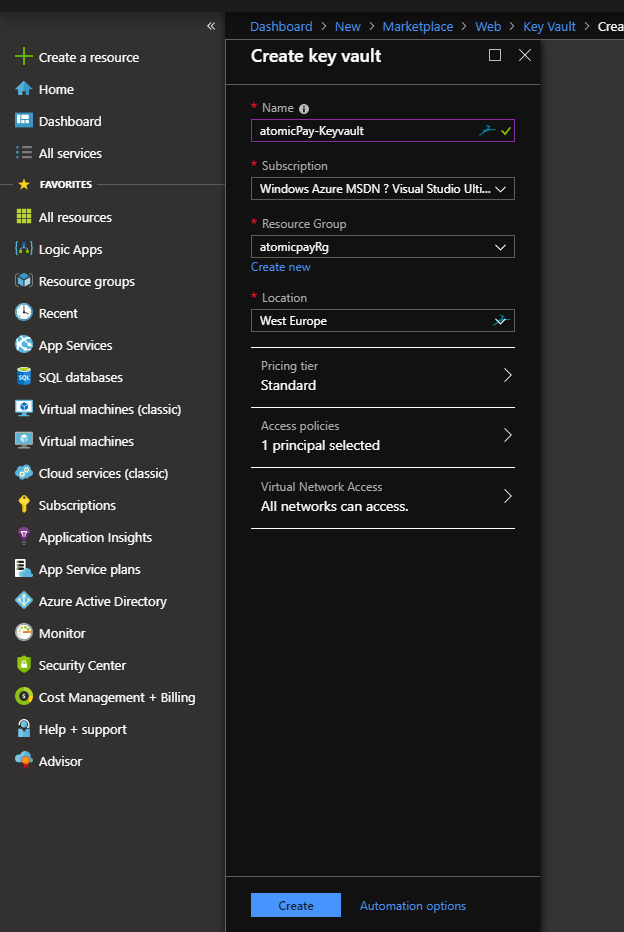 «
Create a resource
Home
Dashboard
All services
FAVORITES
All resources
Logic Apps
Resource groups
Recent
App Services
SQL databases
Virtual machines (classic)
Virtual machines
Cloud services (classic)
Subscriptions
Application Insights
App Service plans
Azure Active Directory
Monitor
Security Center
Cost Management + Billing
Help + support
Advisor
Dashboard > New > Marketplace > Web > Key Vault > Crea
Create key vault
* Name
atomicPay-Keyvault
* Subscription
Windows Azure MSDN ? Visual Studio Ulti...
* Resource Group
atomicpayRg
Create new
* Location
West Europe
Pricing tier
Standard
Access policies
1 principal selected
Virtual Network Access
All networks can access.
Create Automation options